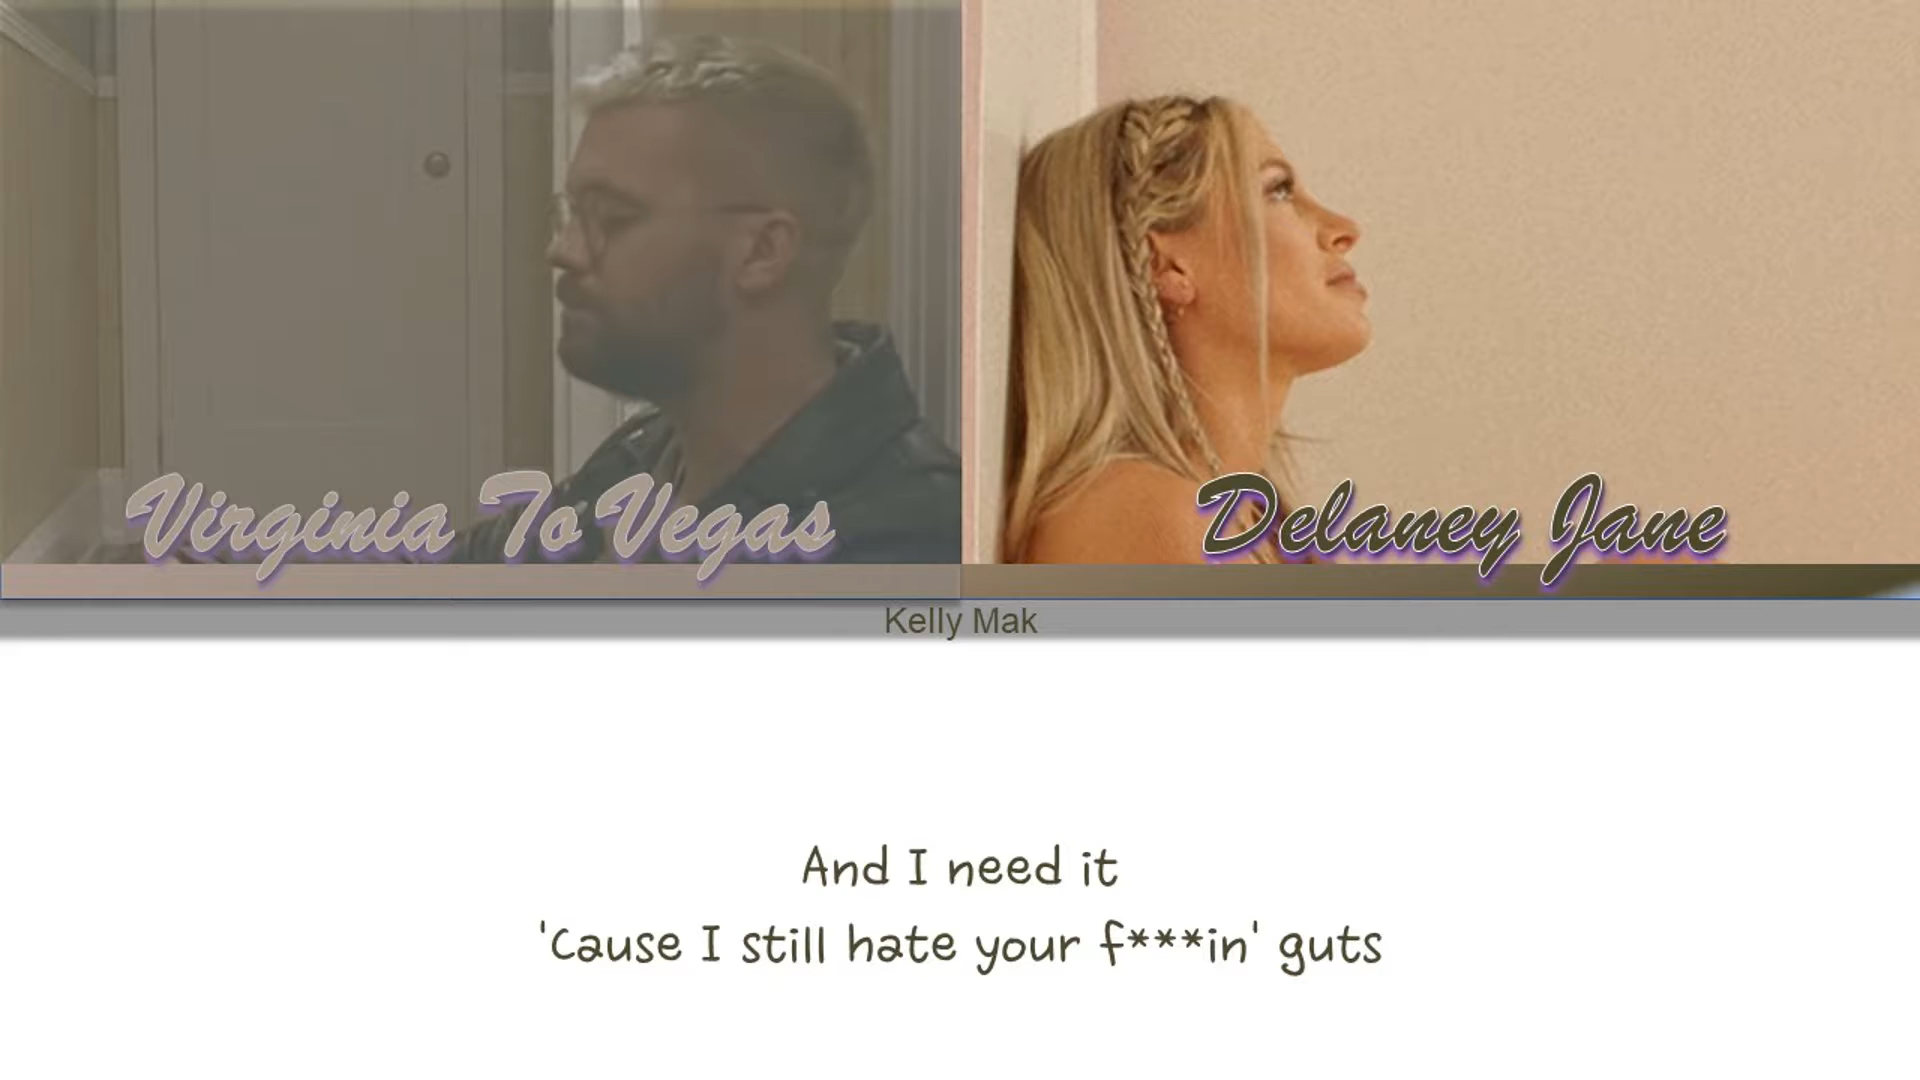 Virginia To Vegas
Delaney Jane
Kelly Mak
And I need it
'Cause I still hate your f***in' guts